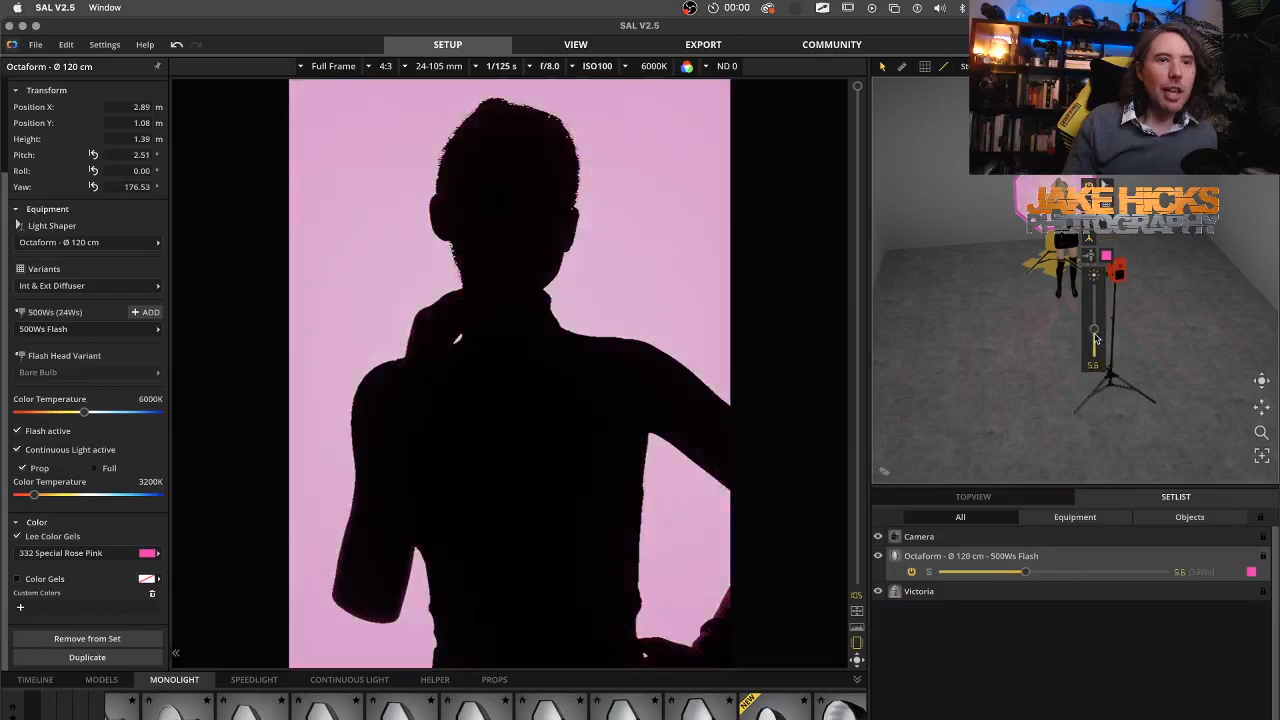 SAL V2.5 Window 00:00
SAL V2.5
File Edit Settings Help SETUP VIEW EXPORT COMMUNITY
Octaform - Ø 120 cm Full Frame 4:3 24-105 mm 1/125 s f/8.0 ISO100 6000K ND 0
Transform
Position X: 2.89 m
Position Y: 1.08 m
Height: 1.39 m
Pitch: 2.51 °
Roll: 0.00 °
Yaw: 176.53 °
JAKE HICKS
PHOTOGRAPHY
Equipment
Light Shaper
Octaform - Ø 120 cm
Variants
Int & Ext Diffuser
500Ws (24Ws) + ADD
500Ws Flash
Flash Head Variant
Bare Bulb
5.6
Color Temperature 6000K
Flash active
Continuous Light active
Prop Full
Color Temperature 3200K
Color
Lee Color Gels
332 Special Rose Pink
Color Gels
Custom Colors
+
Remove from Set
Duplicate
105
TOPVIEW SETLIST
All Equipment Objects
Camera
Octaform - Ø 120 cm - 500Ws Flash
S 5.6 (24Ws)
Victoria
TIMELINE MODELS MONOLIGHT SPEEDLIGHT CONTINUOUS LIGHT HELPER PROPS
NEW